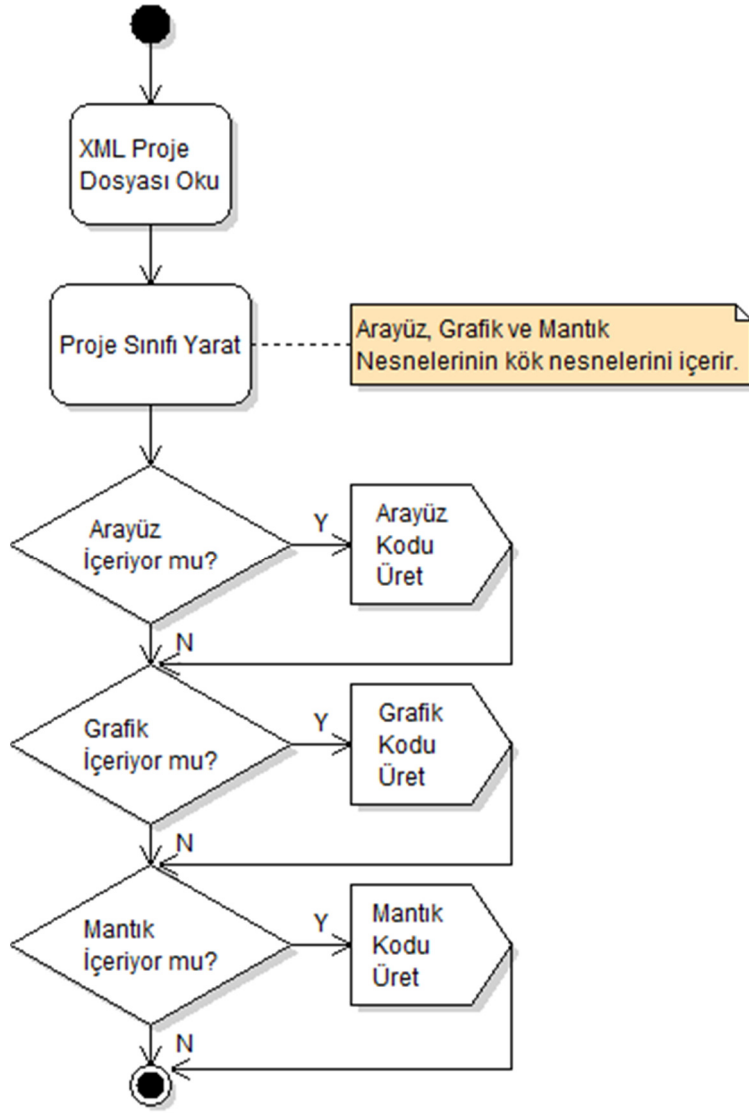 XML Proje
Dosyası Oku
Proje Sınıfı Yarat
Arayüz, Grafik ve Mantık
Nesnelerinin kök nesnelerini içerir.
Arayüz
İçeriyor mu?
Y
Arayüz
Kodu
Üret
N
Grafik
İçeriyor mu?
Y
Grafik
Kodu
Üret
N
Mantık
İçeriyor mu?
Y
Mantık
Kodu
Üret
N